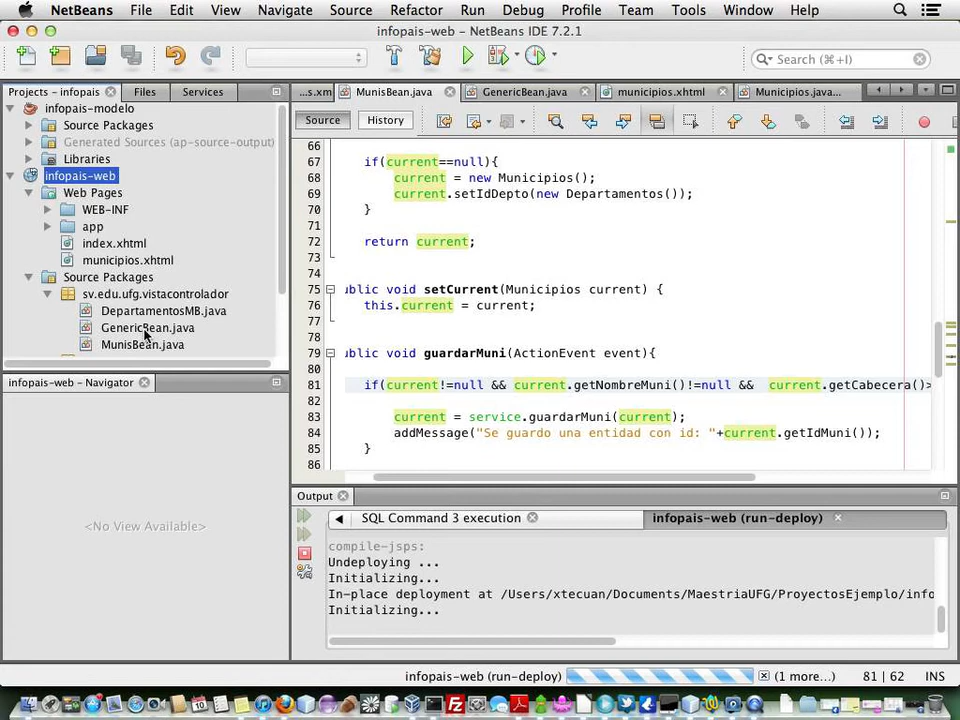 NetBeans File Edit View Navigate Source Refactor Run Debug Profile Team Tools Window Help
infopais-web - NetBeans IDE 7.2.1
Search (⌘+I)
Projects - infopais Files Services
...s.xm MunisBean.java GenericBean.java municipios.xhtml Municipios.java...
infopais-modelo
Source Packages
Generated Sources (ap-source-output)
Libraries
infopais-web
Web Pages
WEB-INF
app
index.xhtml
municipios.xhtml
Source Packages
sv.edu.ufg.vistacontrolador
DepartamentosMB.java
GenericBean.java
MunisBean.java
infopais-web - Navigator
<No View Available>
Source History
66
67 if(current==null){
68 current = new Municipios();
69 current.setIdDepto(new Departamentos());
70 }
71
72 return current;
73
74
75 ublic void setCurrent(Municipios current) {
76 this.current = current;
77
78
79 ublic void guardarMuni(ActionEvent event){
80
81 if(current!=null && current.getNombreMuni()!=null && current.getCabecera()>
82
83 current = service.guardarMuni(current);
84 addMessage("Se guardo una entidad con id: "+current.getIdMuni());
85 }
86
Output
SQL Command 3 execution infopais-web (run-deploy)
compile-jsps:
Undeploying ...
Initializing...
In-place deployment at /Users/xtecuan/Documents/MaestriaUFG/ProyectosEjemplo/info
Initializing...
infopais-web (run-deploy) (1 more...) 81 | 62 INS